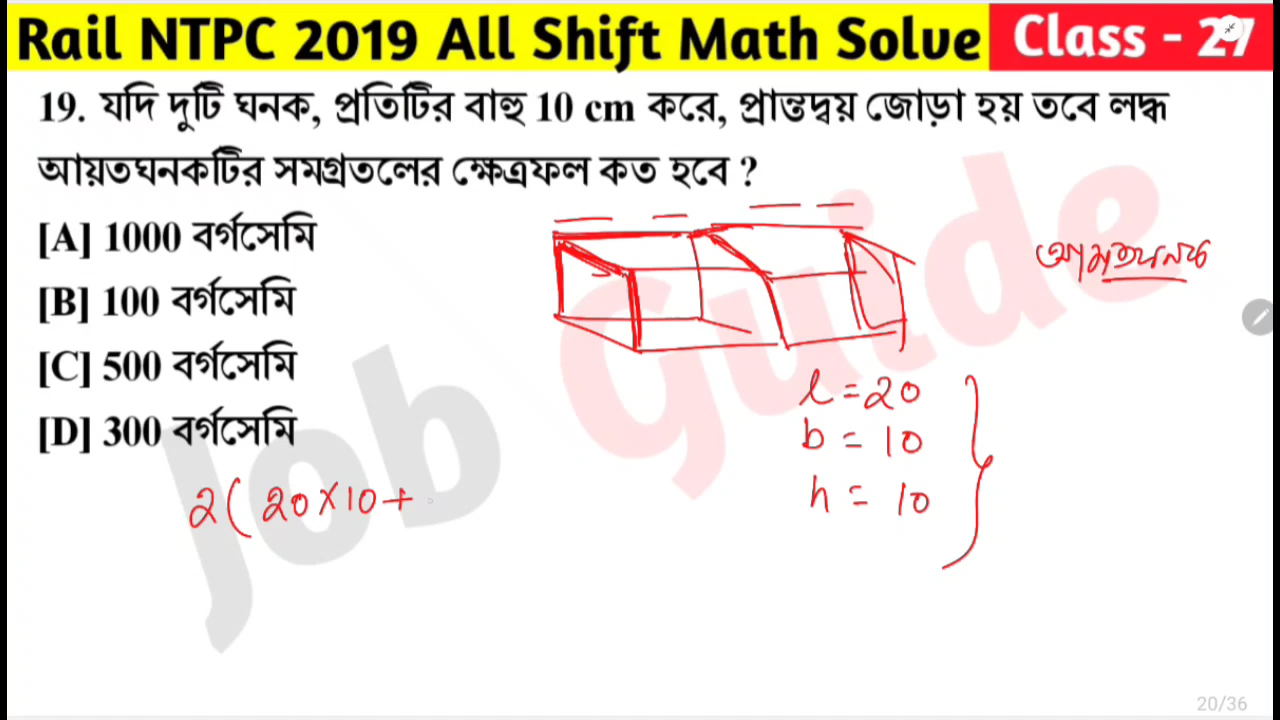 Rail NTPC 2019 All Shift Math Solve Class - 27
19. যদি দুটি ঘনক, প্রতিটির বাহু 10 cm করে, প্রান্তদ্বয় জোড়া হয় তবে লদ্ধ
আয়তঘনকটির সমগ্রতলের ক্ষেত্রফল কত হবে ?
[A] 1000 বর্গসেমি
[B] 100 বর্গসেমি
[C] 500 বর্গসেমি
[D] 300 বর্গসেমি
আয়তঘনক
l = 20
b = 10
h = 10
2( 20×10+
Job Guide
20/36